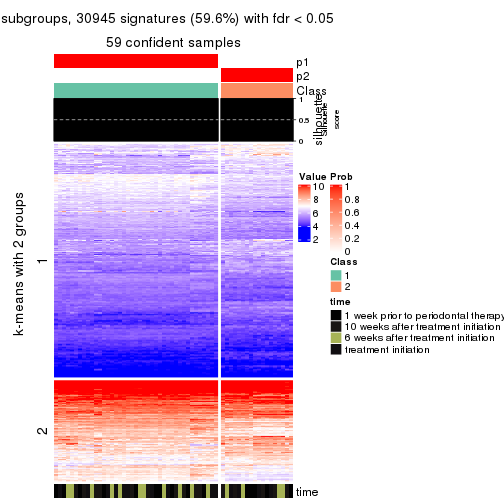 subgroups, 30945 signatures (59.6%) with fdr < 0.05
59 confident samples
p1
p2
Class
1
0.5
0
silhouette
silhouette
score
k-means with 2 groups
1
2
Value
10
8
6
4
2
Prob
1
0.8
0.6
0.4
0.2
0
Class
1
2
time
1 week prior to periodontal therapy
10 weeks after treatment initiation
6 weeks after treatment initiation
treatment initiation
time